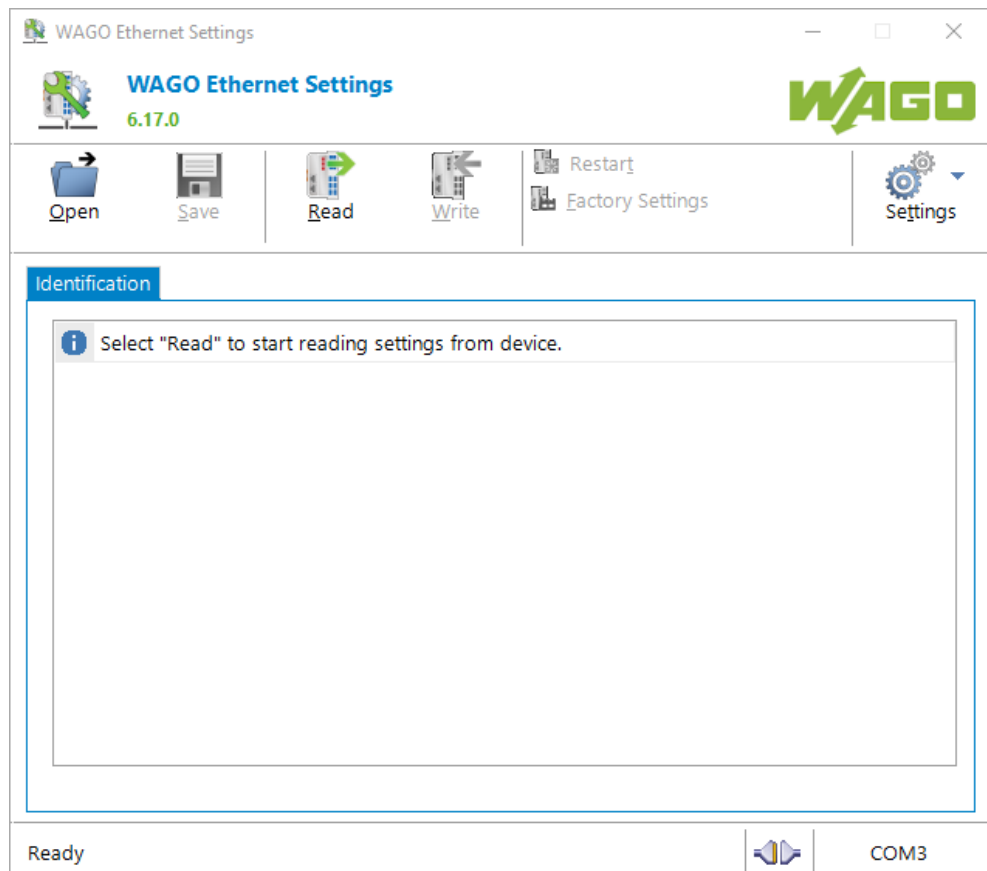 WAGO Ethernet Settings
WAGO Ethernet Settings
WAGO
6.17.0
Open
Save
Read
Write
Restart
Factory Settings
Settings
Identification
Select "Read" to start reading settings from device.
Ready
COM3